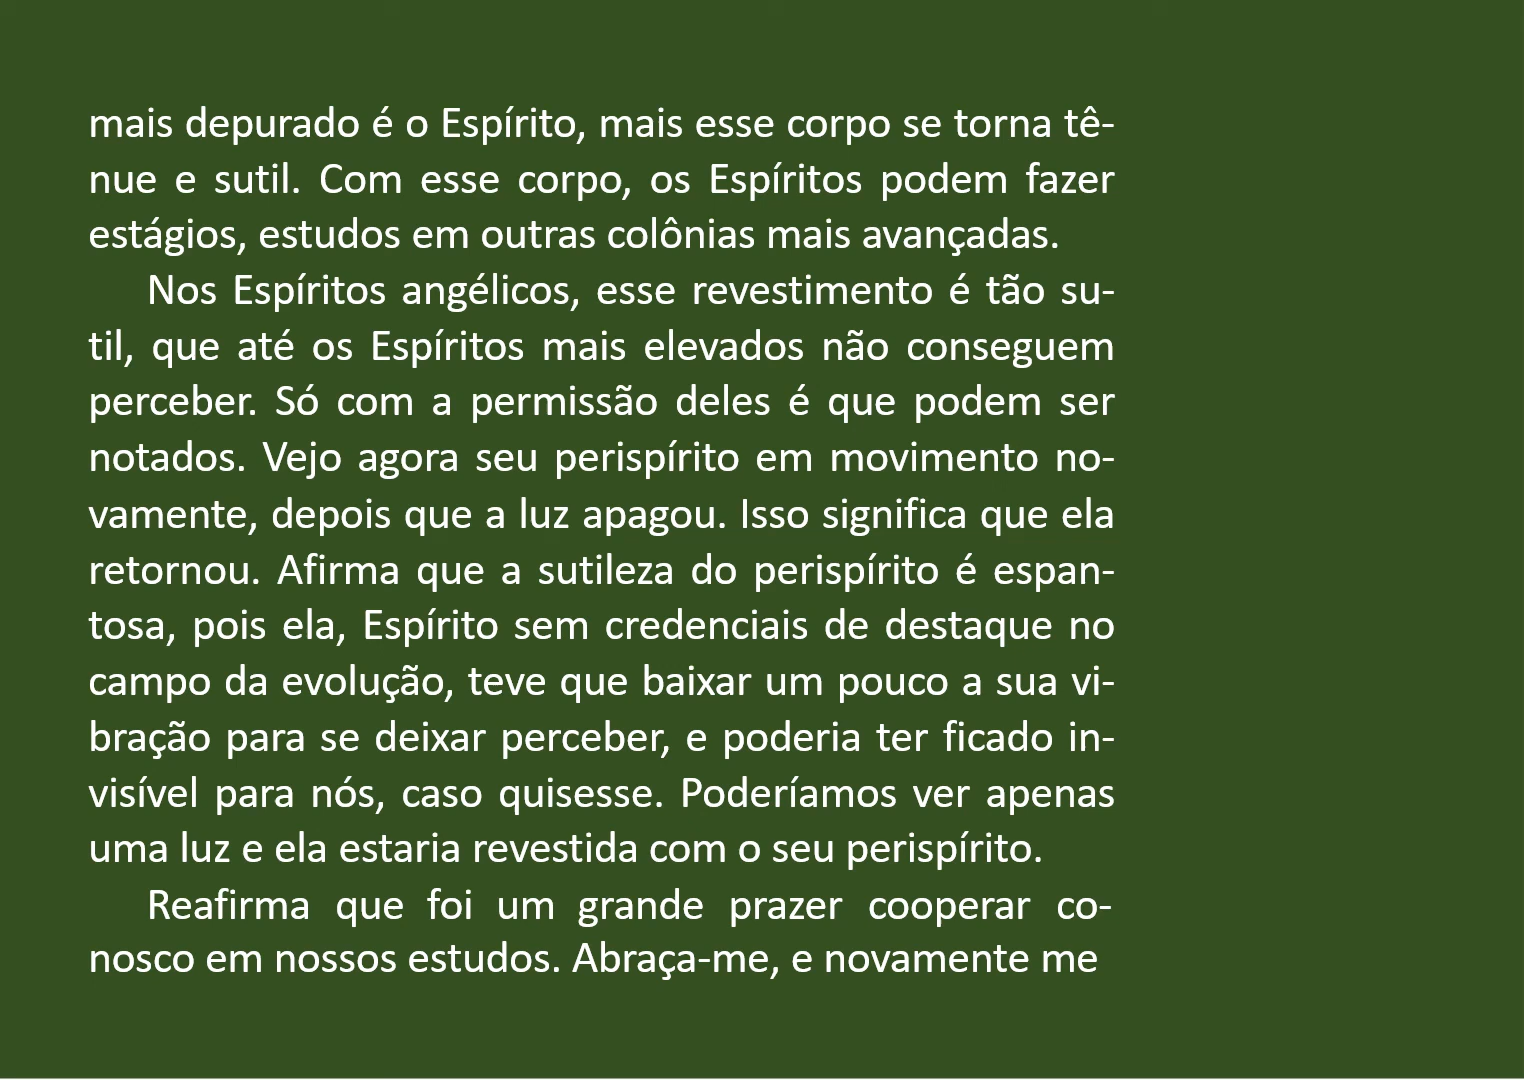 mais depurado é o Espírito, mais esse corpo se torna tê-
nue e sutil. Com esse corpo, os Espíritos podem fazer
estágios, estudos em outras colônias mais avançadas.
Nos Espíritos angélicos, esse revestimento é tão su-
til, que até os Espíritos mais elevados não conseguem
perceber. Só com a permissão deles é que podem ser
notados. Vejo agora seu perispírito em movimento no-
vamente, depois que a luz apagou. Isso significa que ela
retornou. Afirma que a sutileza do perispírito é espan-
tosa, pois ela, Espírito sem credenciais de destaque no
campo da evolução, teve que baixar um pouco a sua vi-
bração para se deixar perceber, e poderia ter ficado in-
visível para nós, caso quisesse. Poderíamos ver apenas
uma luz e ela estaria revestida com o seu perispírito.
Reafirma que foi um grande prazer cooperar co-
nosco em nossos estudos. Abraça-me, e novamente me